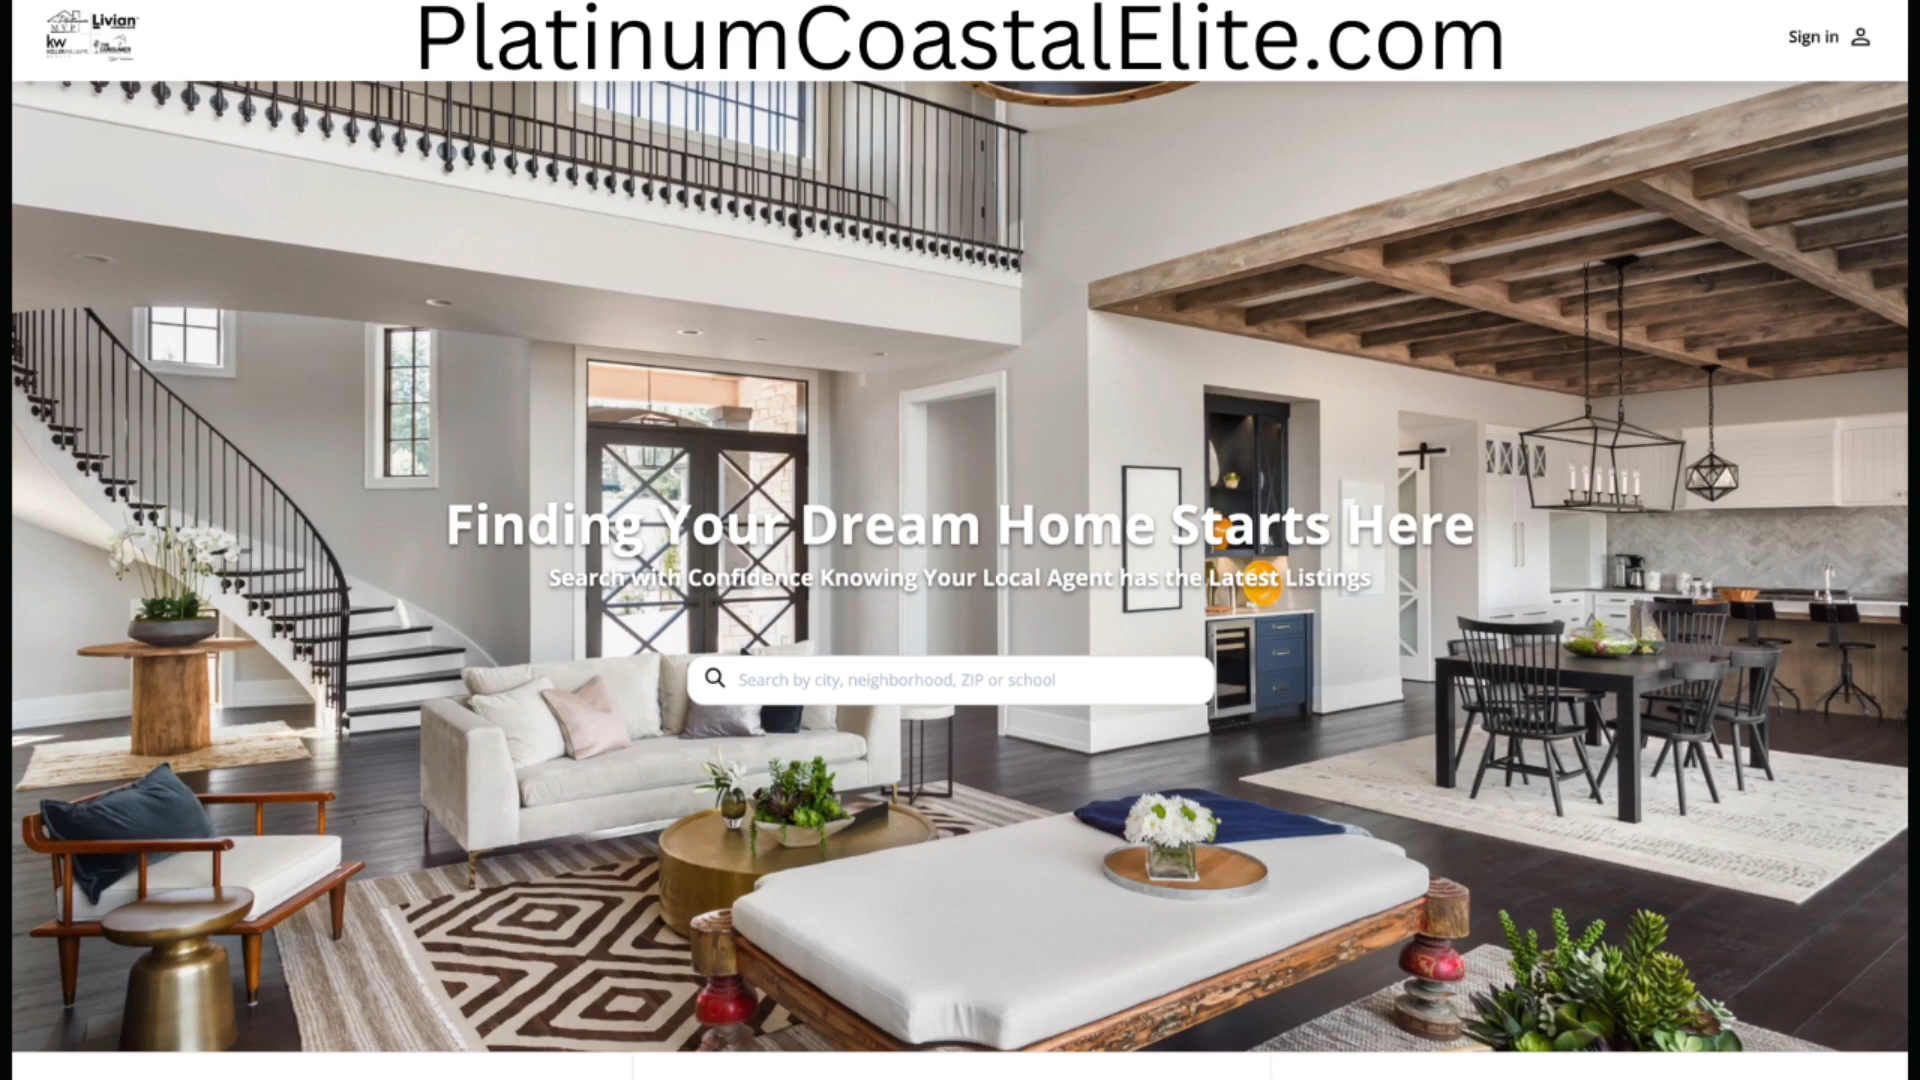 Livian
PlatinumCoastalElite.com
Sign in
MVP
kw
Finding Your Dream Home Starts Here
Search with Confidence Knowing Your Local Agent has the Latest Listings
Search by city, neighborhood, ZIP or school